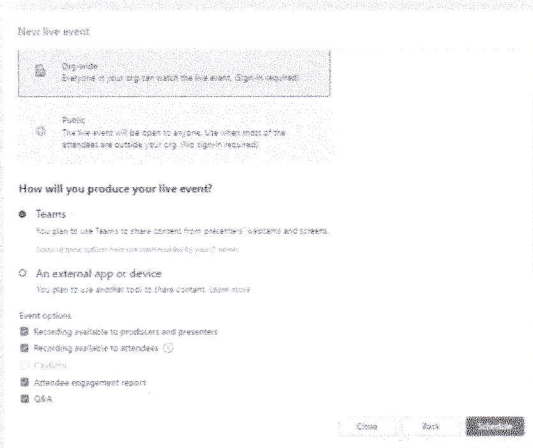 New live event
Org-wide
Everyone in your org can watch the live event. (Sign-in required)
Public
The live event will be open to anyone. Use when most of the
attendees are outside your org. (No sign-in required)
How will you produce your live event?
Teams
You plan to use Teams to share content from presenters' webcams and screens.
An external app or device
You plan to use another tool to share content. Learn more
Event options
Recording available to producers and presenters
Recording available to attendees
Captions
Attendee engagement report
Q&A
Close Back Schedule